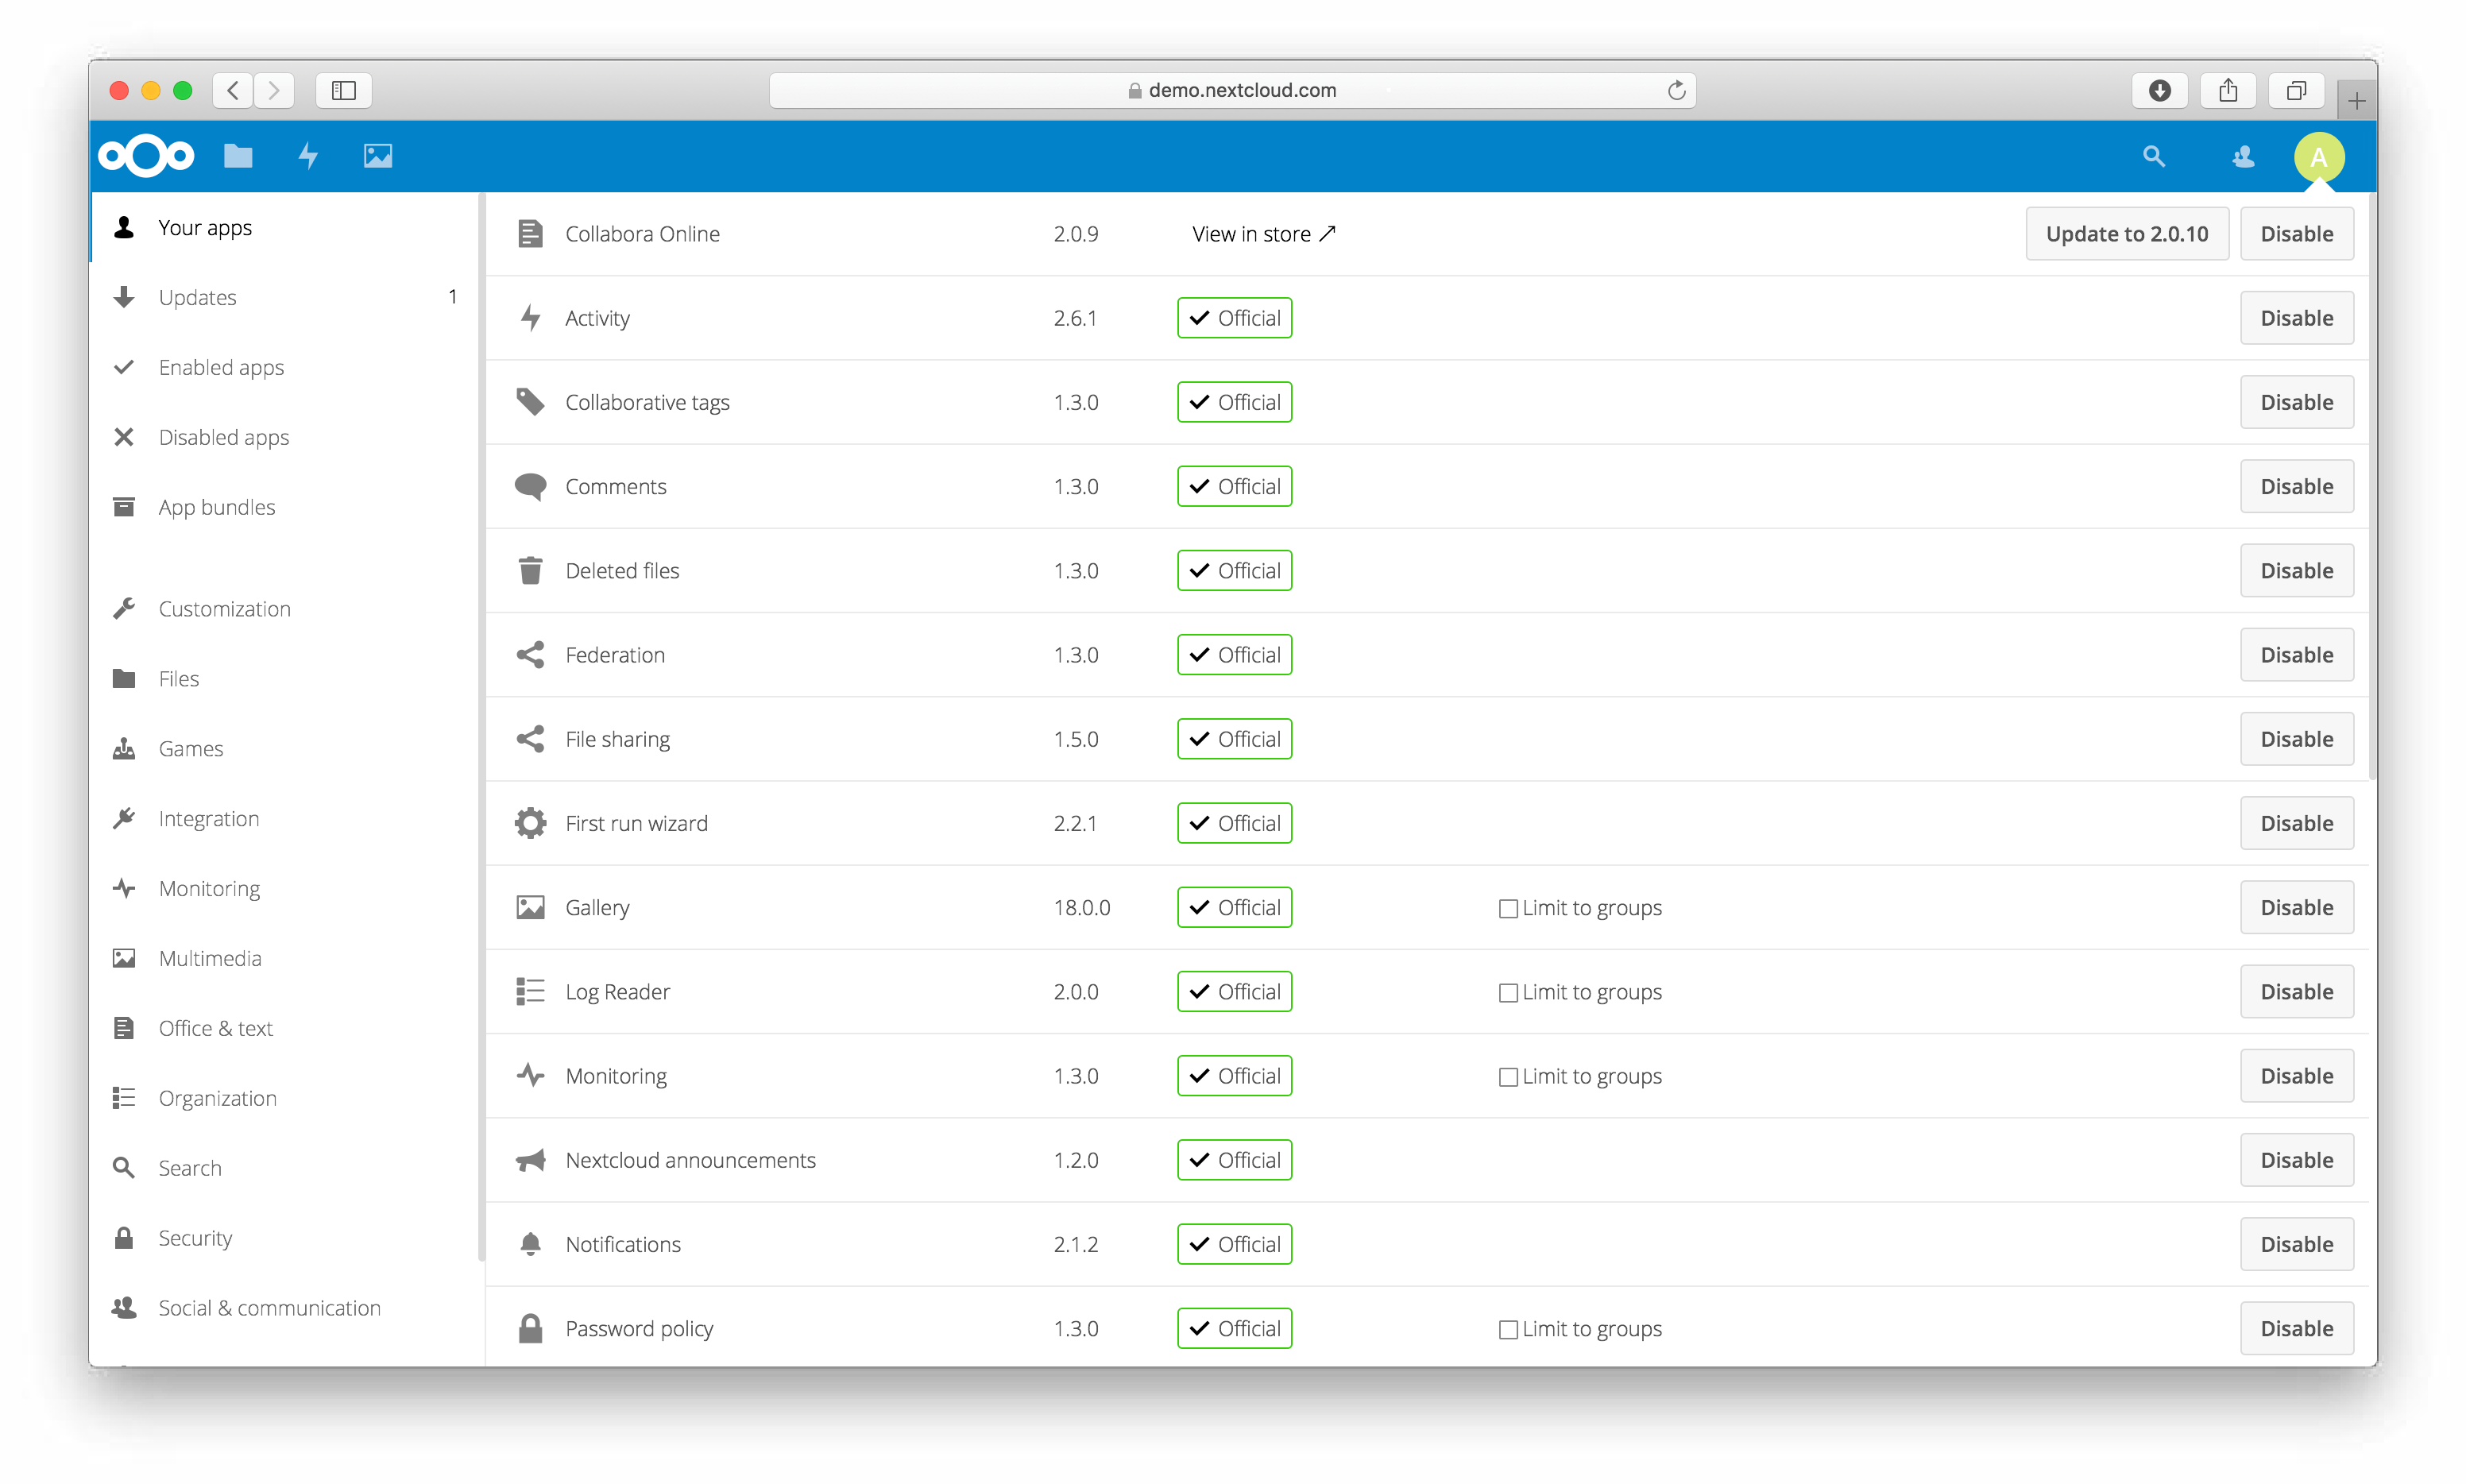 demo.nextcloud.com
A
Your apps
Updates 1
Enabled apps
Disabled apps
App bundles
Customization
Files
Games
Integration
Monitoring
Multimedia
Office & text
Organization
Search
Security
Social & communication
Collabora Online 2.0.9 View in store ↗ Update to 2.0.10 Disable
Activity 2.6.1 Official Disable
Collaborative tags 1.3.0 Official Disable
Comments 1.3.0 Official Disable
Deleted files 1.3.0 Official Disable
Federation 1.3.0 Official Disable
File sharing 1.5.0 Official Disable
First run wizard 2.2.1 Official Disable
Gallery 18.0.0 Official Limit to groups Disable
Log Reader 2.0.0 Official Limit to groups Disable
Monitoring 1.3.0 Official Limit to groups Disable
Nextcloud announcements 1.2.0 Official Disable
Notifications 2.1.2 Official Disable
Password policy 1.3.0 Official Limit to groups Disable